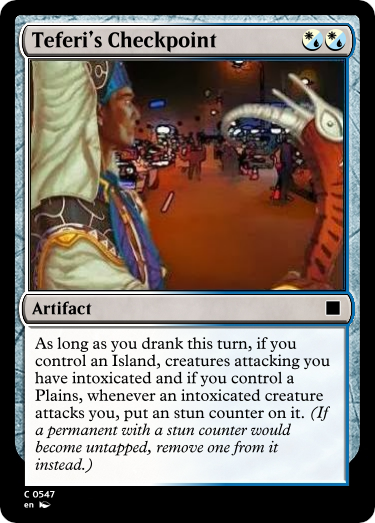 Teferi's Checkpoint
Artifact
As long as you drank this turn, if you
control an Island, creatures attacking you
have intoxicated and if you control a
Plains, whenever an intoxicated creature
attacks you, put an stun counter on it. (If
a permanent with a stun counter would
become untapped, remove one from it
instead.)
C 0547
en